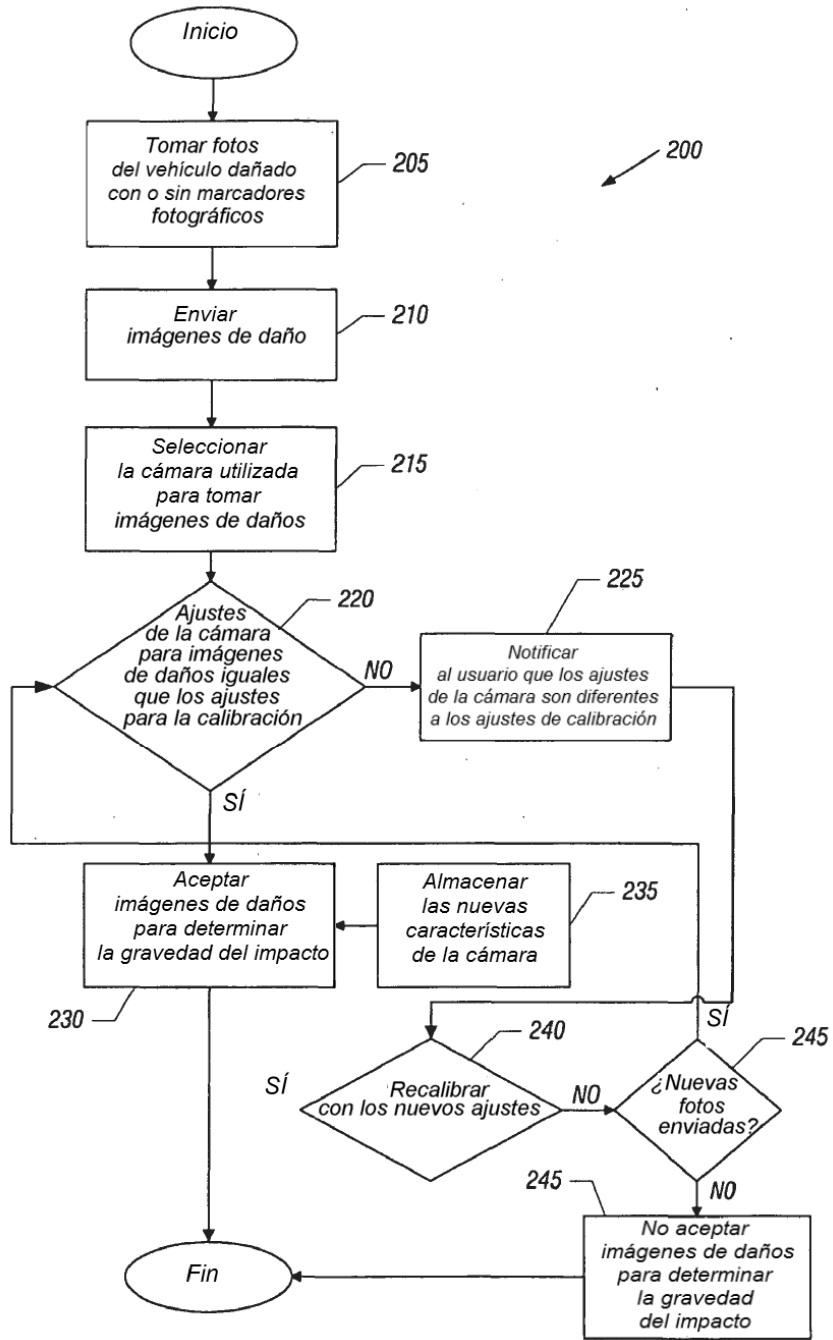 Inicio
Tomar fotos
del vehículo dañado
con o sin marcadores
fotográficos
205
200
Enviar
imágenes de daño
210
Seleccionar
la cámara utilizada
para tomar
imágenes de daños
215
Ajustes
de la cámara
para imágenes
de daños iguales
que los ajustes
para la calibración
220
NO
SÍ
225
Notificar
al usuario que los ajustes
de la cámara son diferentes
a los ajustes de calibración
Aceptar
imágenes de daños
para determinar
la gravedad del impacto
230
Almacenar
las nuevas
características
de la cámara
235
SÍ
Recalibrar
con los nuevos ajustes
240
NO
SÍ
¿Nuevas
fotos
enviadas?
245
NO
245
No aceptar
imágenes de daños
para determinar
la gravedad
del impacto
Fin